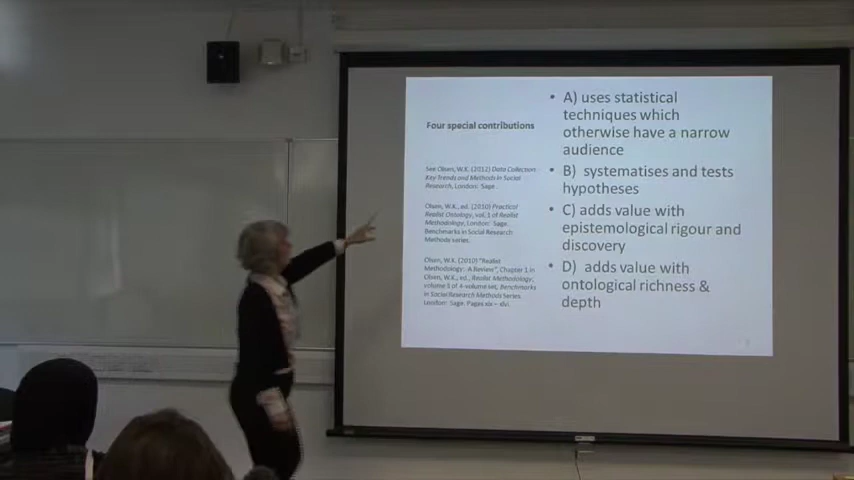 Four special contributions
See Olsen, W.K. (2012) Data Collection:
Key Trends and Methods in Social
Research, London: Sage.
Olsen, W.K., ed. (2010) Practical
Realist Ontology, vol. 1 of Realist
Methodology, London: Sage.
Benchmarks in Social Research
Methods series.
Olsen, W.K. (2010) "Realist
Methodology: A Review", Chapter 1 in
Olsen, W.K., ed., Realist Methodology,
volume 1 of 4-volume set, Benchmarks
in Social Research Methods Series.
London: Sage. Pages xix – xlvi.
• A) uses statistical
techniques which
otherwise have a narrow
audience
• B) systematises and tests
hypotheses
• C) adds value with
epistemological rigour and
discovery
• D) adds value with
ontological richness &
depth